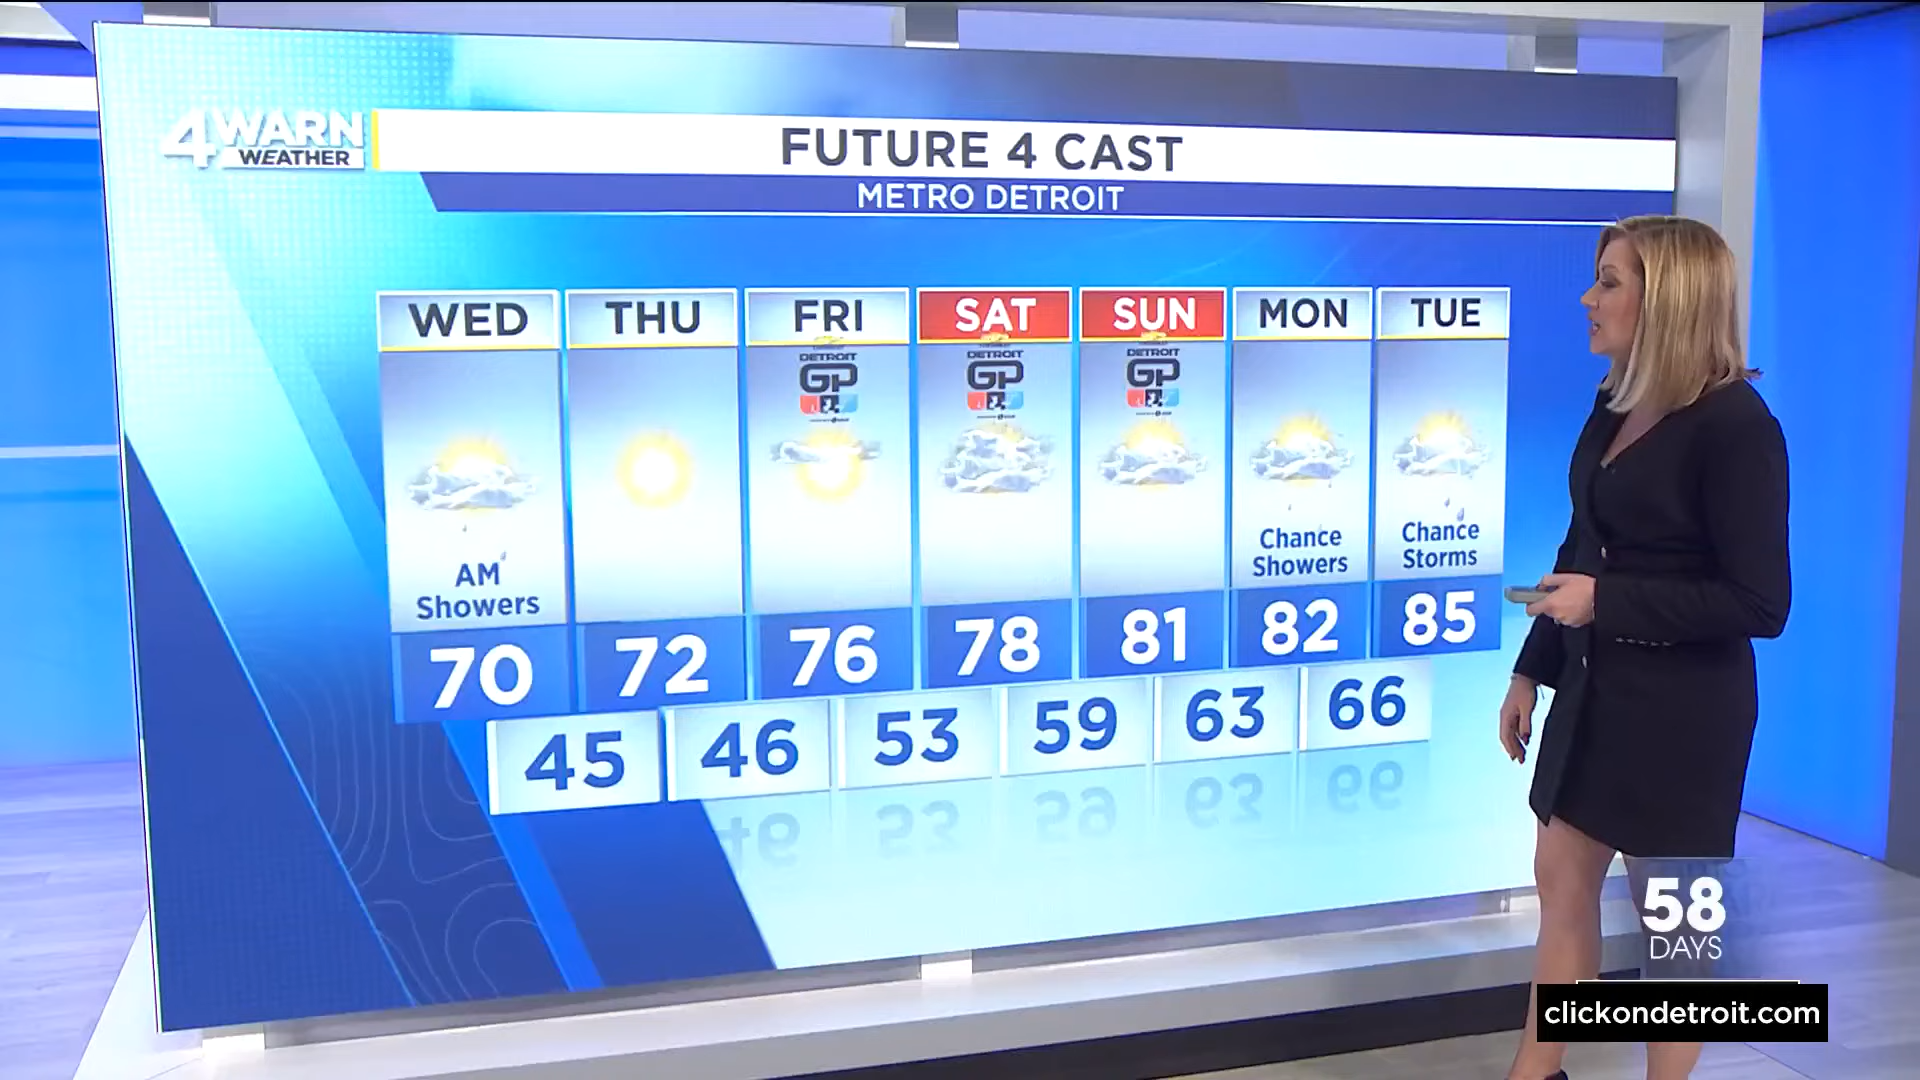 4WARN
WEATHER
FUTURE 4 CAST
METRO DETROIT
WED
THU
FRI
SAT
SUN
MON
TUE
DETROIT
GP
DETROIT
GP
DETROIT
GP
AM
Showers
Chance
Showers
Chance
Storms
70
72
76
78
81
82
85
45
46
53
59
63
66
58
DAYS
clickondetroit.com